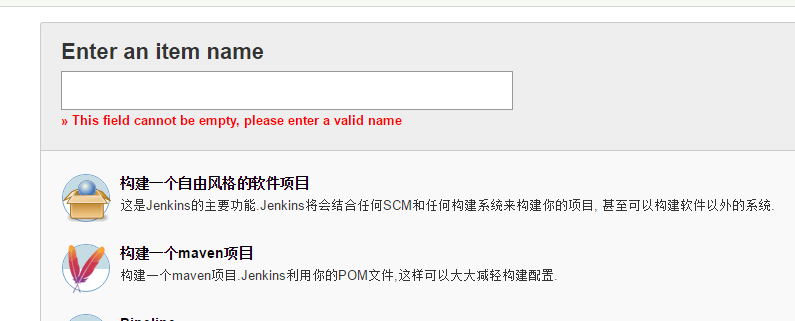 Enter an item name
» This field cannot be empty, please enter a valid name
构建一个自由风格的软件项目
这是Jenkins的主要功能.Jenkins将会结合任何SCM和任何构建系统来构建你的项目, 甚至可以构建软件以外的系统.
构建一个maven项目
构建一个maven项目.Jenkins利用你的POM文件,这样可以大大减轻构建配置.
Pipeline